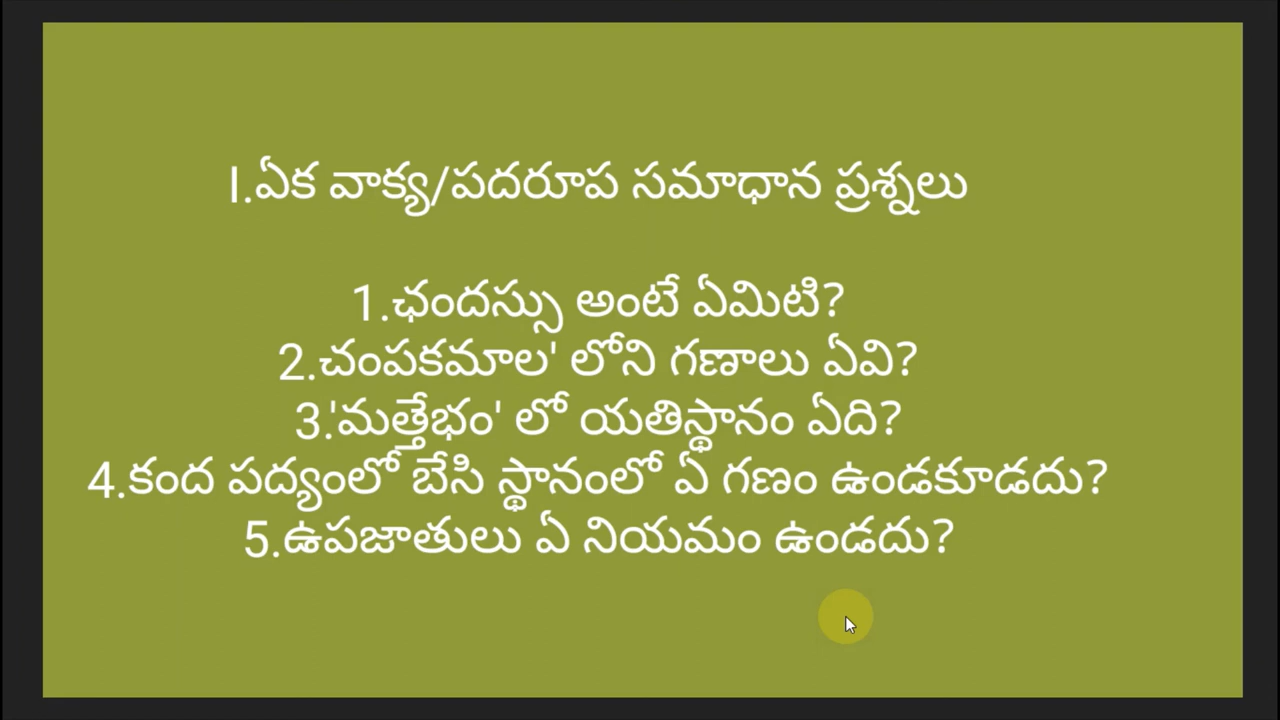 I.ఏక వాక్య/పదరూప సమాధాన ప్రశ్నలు
1.ఛందస్సు అంటే ఏమిటి?
2.చంపకమాల' లోని గణాలు ఏవి?
3.'మత్తేభం' లో యతిస్థానం ఏది?
4.కంద పద్యంలో బేసి స్థానంలో ఏ గణం ఉండకూడదు?
5.ఉపజాతులు ఏ నియమం ఉండదు?